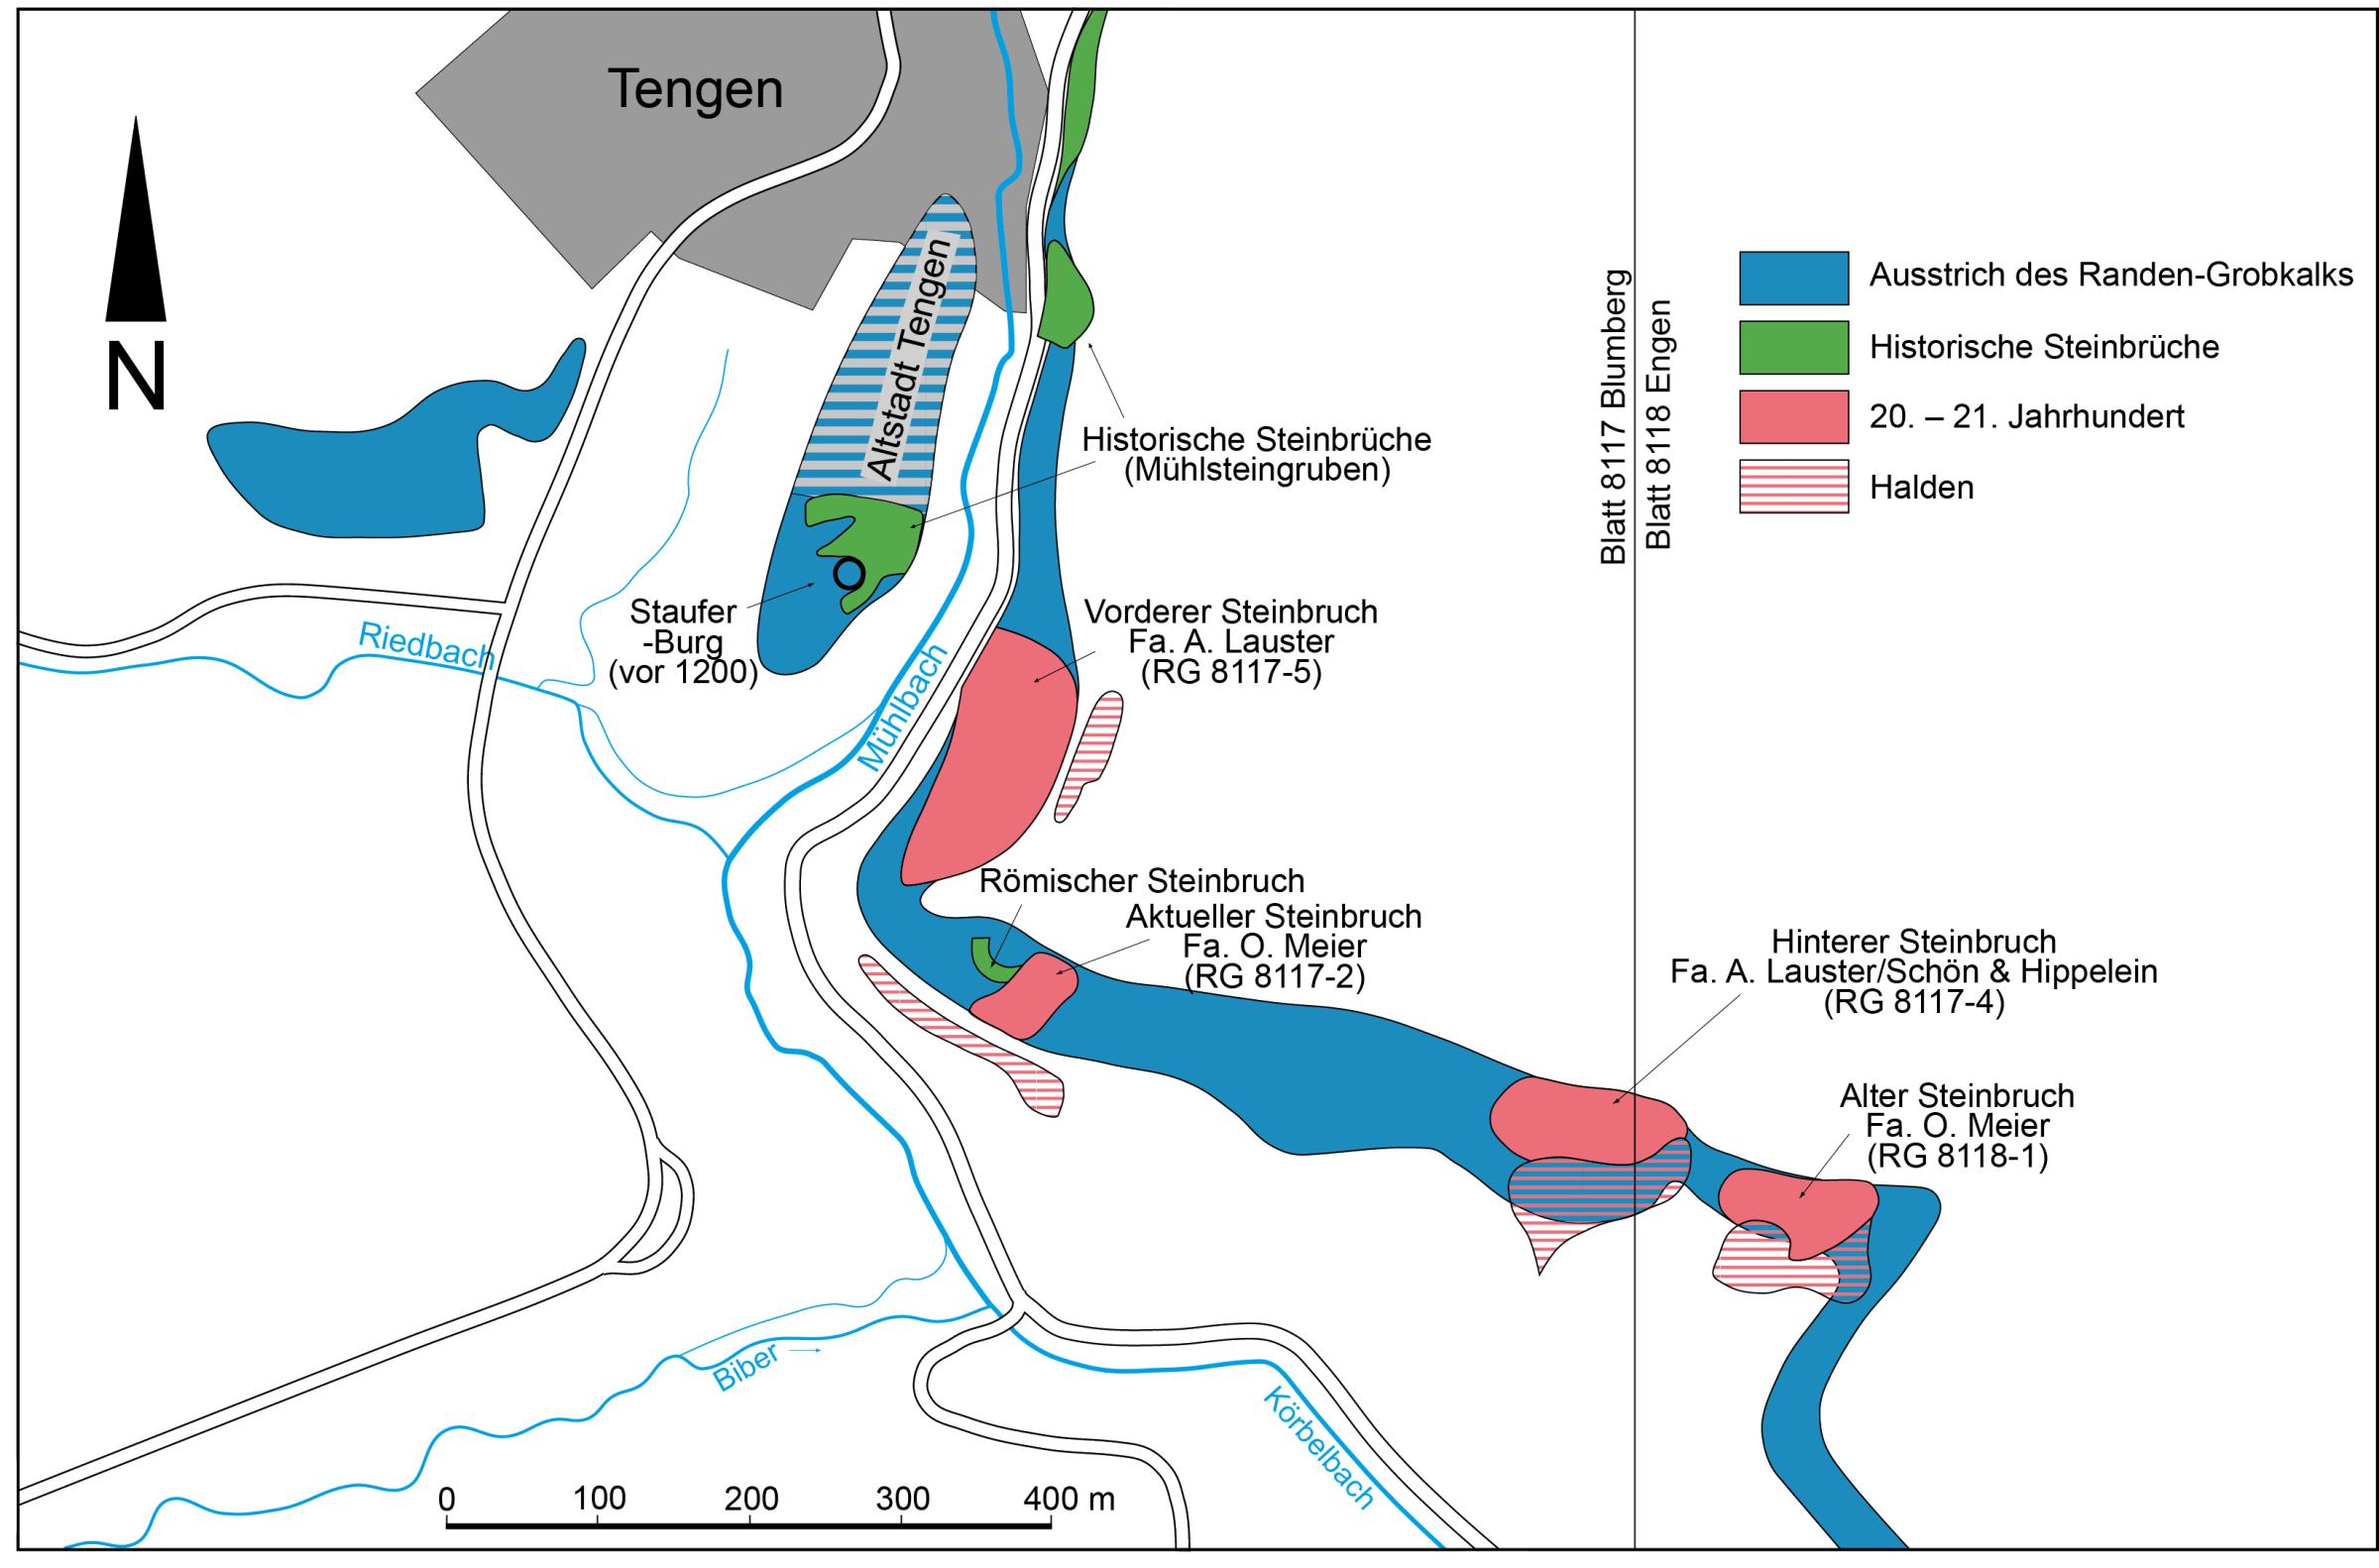 Tengen
N
Altstadt Tengen
Blatt 8117 Blumberg
Blatt 8118 Engen
Ausstrich des Randen-Grobkalks
Historische Steinbrüche
20. – 21. Jahrhundert
Halden
Historische Steinbrüche
(Mühlsteingruben)
Staufer
-Burg
(vor 1200)
Riedbach
Mühlbach
Vorderer Steinbruch
Fa. A. Lauster
(RG 8117-5)
Römischer Steinbruch
Aktueller Steinbruch
Fa. O. Meier
(RG 8117-2)
Hinterer Steinbruch
Fa. A. Lauster/Schön & Hippelein
(RG 8117-4)
Alter Steinbruch
Fa. O. Meier
(RG 8118-1)
Biber
Körbelbach
0 100 200 300 400 m